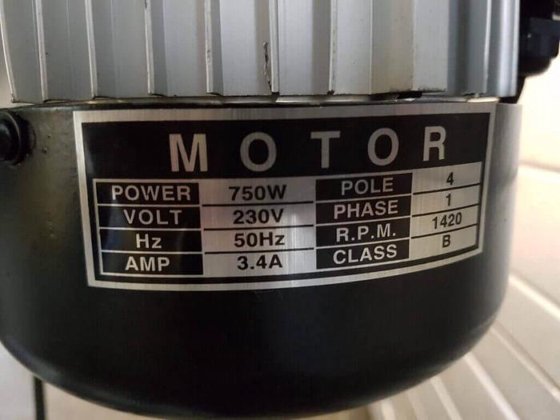 MOTOR
POWER 750W POLE 4
VOLT 230V PHASE 1
Hz 50Hz R.P.M. 1420
AMP 3.4A CLASS B